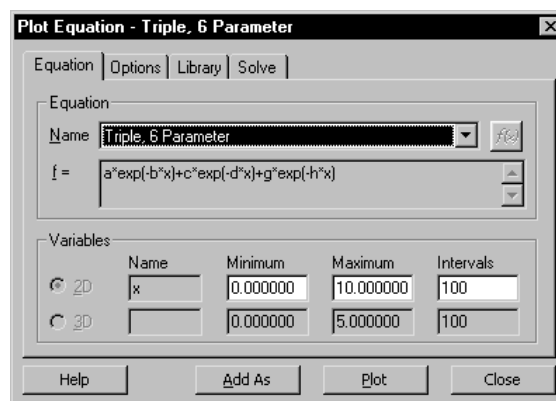 Plot Equation - Triple, 6 Parameter
Equation Options Library Solve
Equation
Name Triple, 6 Parameter f(x)
f = a*exp(-b*x)+c*exp(-d*x)+g*exp(-h*x)
Variables
Name Minimum Maximum Intervals
2D x 0.000000 10.000000 100
3D 0.000000 5.000000 100
Help Add As Plot Close